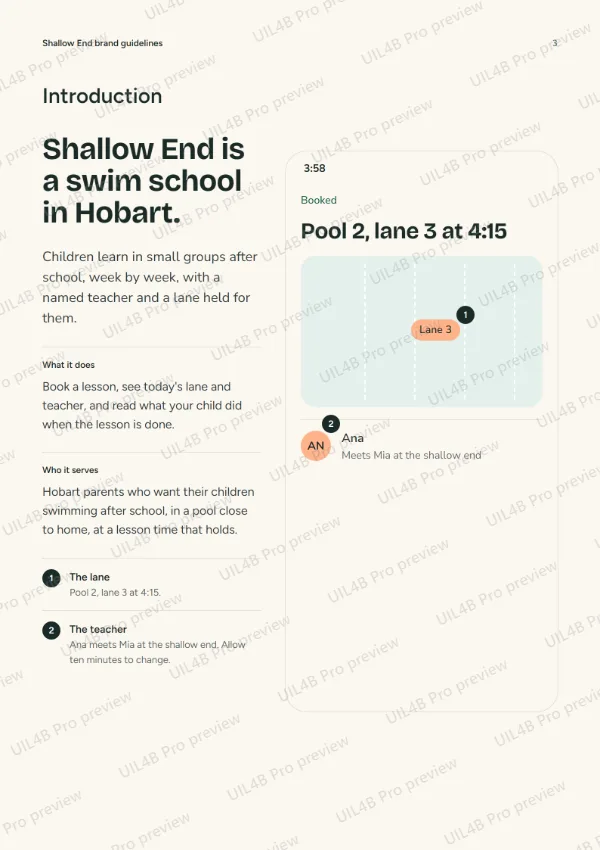 Shallow End brand guidelines
3
Introduction
Shallow End is
a swim school
in Hobart.
Children learn in small groups after
school, week by week, with a
named teacher and a lane held for
them.
What it does
Book a lesson, see today's lane and
teacher, and read what your child did
when the lesson is done.
Who it serves
Hobart parents who want their children
swimming after school, in a pool close
to home, at a lesson time that holds.
1 The lane
Pool 2, lane 3 at 4:15.
2 The teacher
Ana meets Mia at the shallow end. Allow
ten minutes to change.
3:58
Booked
Pool 2, lane 3 at 4:15
1
Lane 3
2
AN
Ana
Meets Mia at the shallow end
UIL4B Pro preview